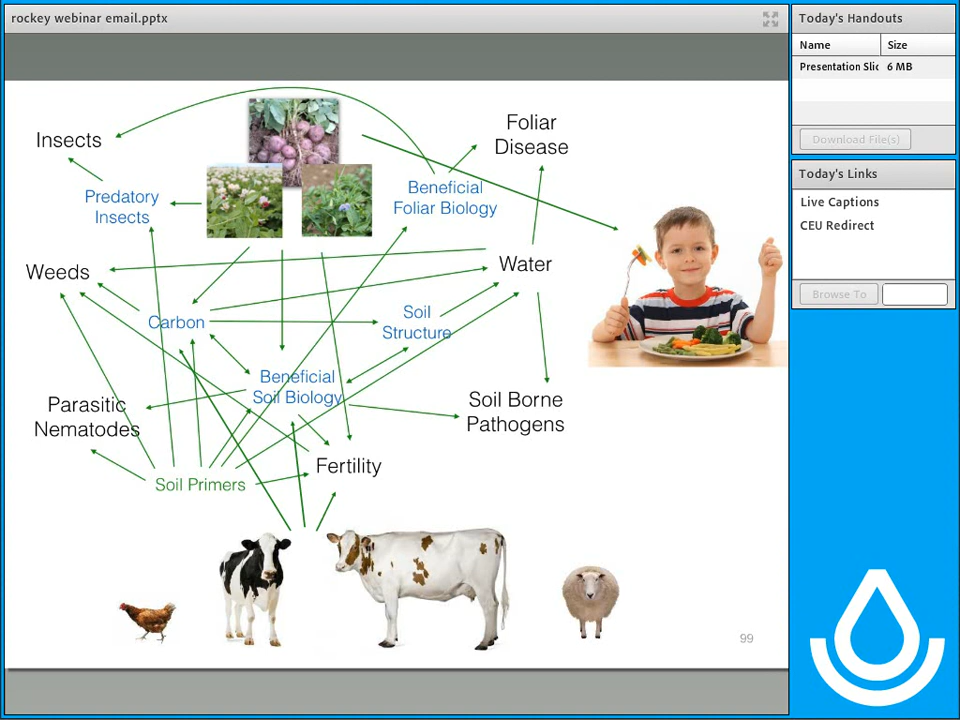 rockey webinar email.pptx
Insects
Foliar
Disease
Predatory
Insects
Beneficial
Foliar Biology
Weeds
Water
Carbon
Soil
Structure
Beneficial
Soil Biology
Parasitic
Nematodes
Soil Borne
Pathogens
Fertility
Soil Primers
99
Today's Handouts
Name Size
Presentation Slic 6 MB
Download File(s)
Today's Links
Live Captions
CEU Redirect
Browse To